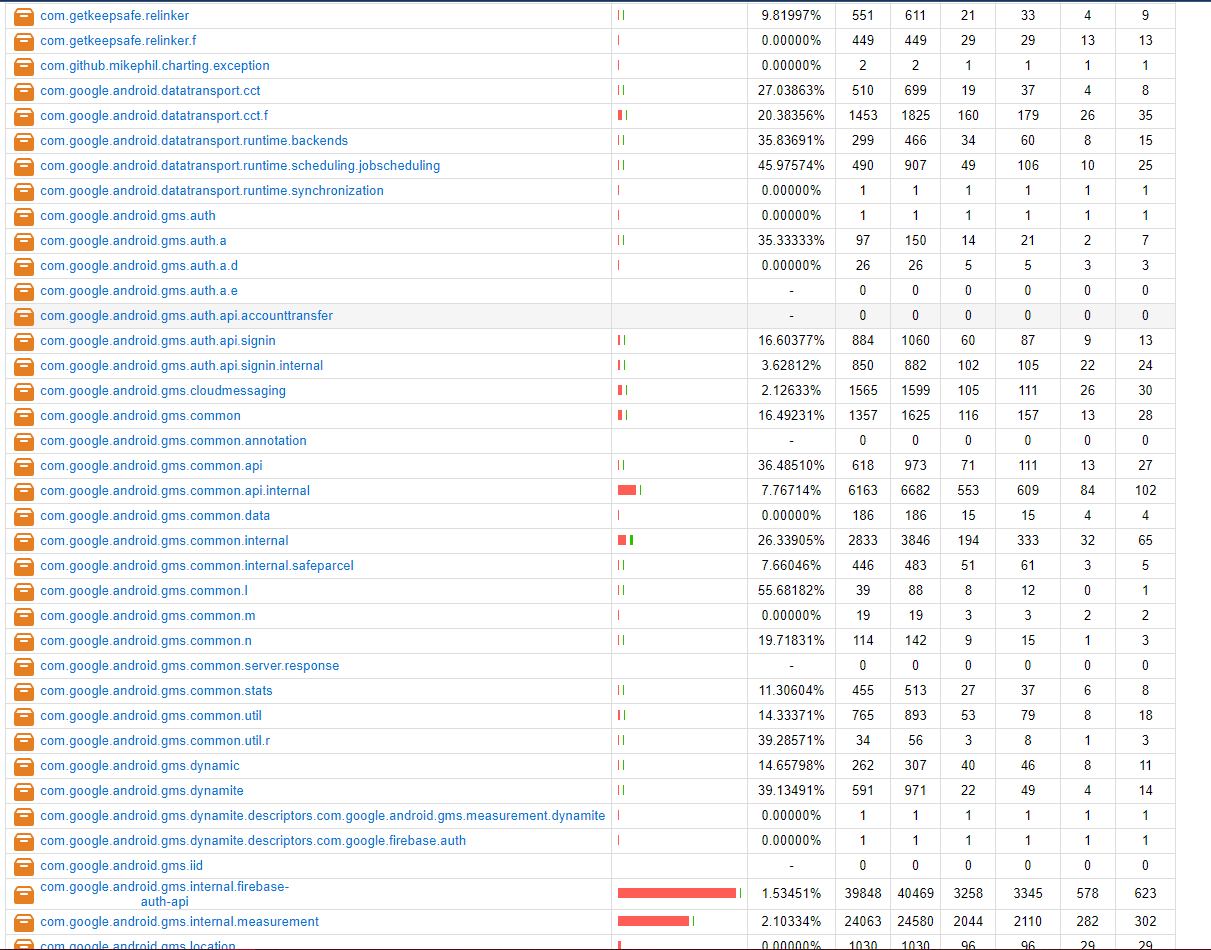 com.getkeepsafe.relinker 9.81997% 551 611 21 33 4 9
com.getkeepsafe.relinker.f 0.00000% 449 449 29 29 13 13
com.github.mikephil.charting.exception 0.00000% 2 2 1 1 1 1
com.google.android.datatransport.cct 27.03863% 510 699 19 37 4 8
com.google.android.datatransport.cct.f 20.38356% 1453 1825 160 179 26 35
com.google.android.datatransport.runtime.backends 35.83691% 299 466 34 60 8 15
com.google.android.datatransport.runtime.scheduling.jobscheduling 45.97574% 490 907 49 106 10 25
com.google.android.datatransport.runtime.synchronization 0.00000% 1 1 1 1 1 1
com.google.android.gms.auth 0.00000% 1 1 1 1 1 1
com.google.android.gms.auth.a 35.33333% 97 150 14 21 2 7
com.google.android.gms.auth.a.d 0.00000% 26 26 5 5 3 3
com.google.android.gms.auth.a.e - 0 0 0 0 0 0
com.google.android.gms.auth.api.accounttransfer - 0 0 0 0 0 0
com.google.android.gms.auth.api.signin 16.60377% 884 1060 60 87 9 13
com.google.android.gms.auth.api.signin.internal 3.62812% 850 882 102 105 22 24
com.google.android.gms.cloudmessaging 2.12633% 1565 1599 105 111 26 30
com.google.android.gms.common 16.49231% 1357 1625 116 157 13 28
com.google.android.gms.common.annotation - 0 0 0 0 0 0
com.google.android.gms.common.api 36.48510% 618 973 71 111 13 27
com.google.android.gms.common.api.internal 7.76714% 6163 6682 553 609 84 102
com.google.android.gms.common.data 0.00000% 186 186 15 15 4 4
com.google.android.gms.common.internal 26.33905% 2833 3846 194 333 32 65
com.google.android.gms.common.internal.safeparcel 7.66046% 446 483 51 61 3 5
com.google.android.gms.common.l 55.68182% 39 88 8 12 0 1
com.google.android.gms.common.m 0.00000% 19 19 3 3 2 2
com.google.android.gms.common.n 19.71831% 114 142 9 15 1 3
com.google.android.gms.common.server.response - 0 0 0 0 0 0
com.google.android.gms.common.stats 11.30604% 455 513 27 37 6 8
com.google.android.gms.common.util 14.33371% 765 893 53 79 8 18
com.google.android.gms.common.util.r 39.28571% 34 56 3 8 1 3
com.google.android.gms.dynamic 14.65798% 262 307 40 46 8 11
com.google.android.gms.dynamite 39.13491% 591 971 22 49 4 14
com.google.android.gms.dynamite.descriptors.com.google.android.gms.measurement.dynamite 0.00000% 1 1 1 1 1 1
com.google.android.gms.dynamite.descriptors.com.google.firebase.auth 0.00000% 1 1 1 1 1 1
com.google.android.gms.iid - 0 0 0 0 0 0
com.google.android.gms.internal.firebase-
auth-api 1.53451% 39848 40469 3258 3345 578 623
com.google.android.gms.internal.measurement 2.10334% 24063 24580 2044 2110 282 302
com.google.android.gms.location 0.00000% 1030 1030 96 96 29 29